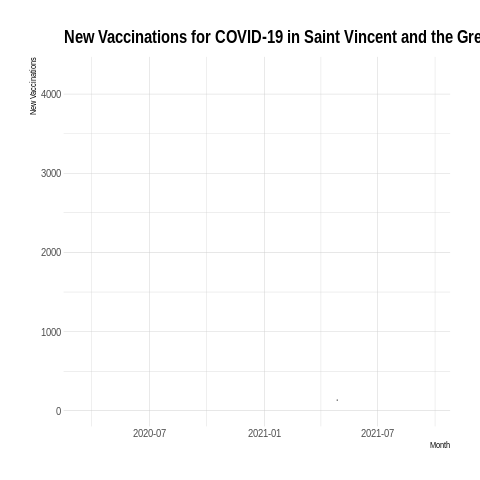 New Vaccinations for COVID-19 in Saint Vincent and the Gre
New Vaccinations
4000
3000
2000
1000
0
2020-07 2021-01 2021-07
Month